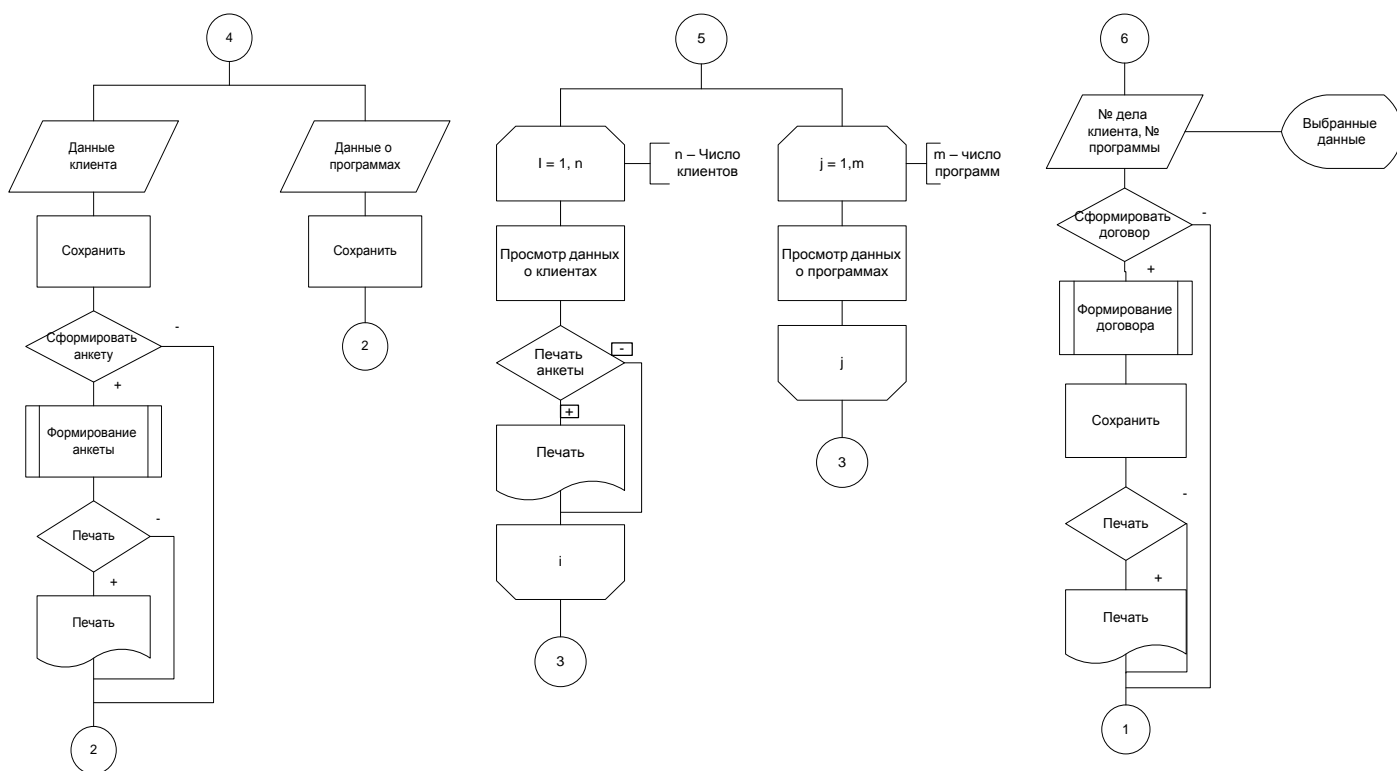 4
Данные
клиента
Данные о
программах
Сохранить
Сохранить
Сформировать
анкету
-
+
2
Формирование
анкеты
Печать
-
+
Печать
2
5
I = 1, n
n – Число
клиентов
j = 1,m
m – число
программ
Просмотр данных
о клиентах
Просмотр данных
о программах
Печать
анкеты
-
+
j
Печать
3
i
3
6
№ дела
клиента, №
программы
Выбранные
данные
Сформировать
договор
-
+
Формирование
договора
Сохранить
Печать
-
+
Печать
1